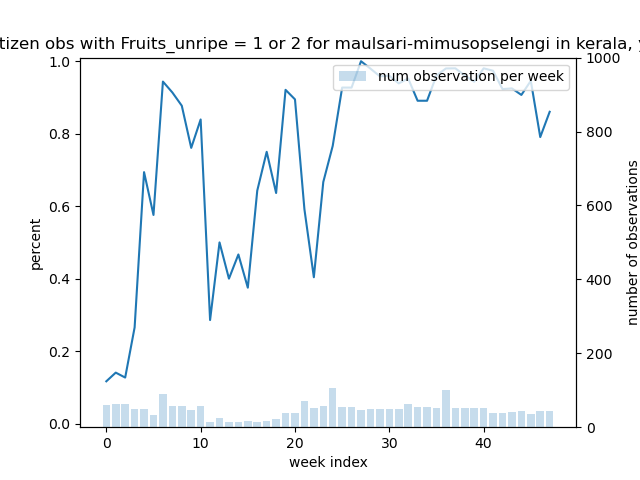 tizen obs with Fruits_unripe = 1 or 2 for maulsari-mimusopselengi in kerala,
num observation per week
1.0
0.8
0.6
0.4
0.2
0.0
percent
1000
800
600
400
200
0
number of observations
0 10 20 30 40
week index